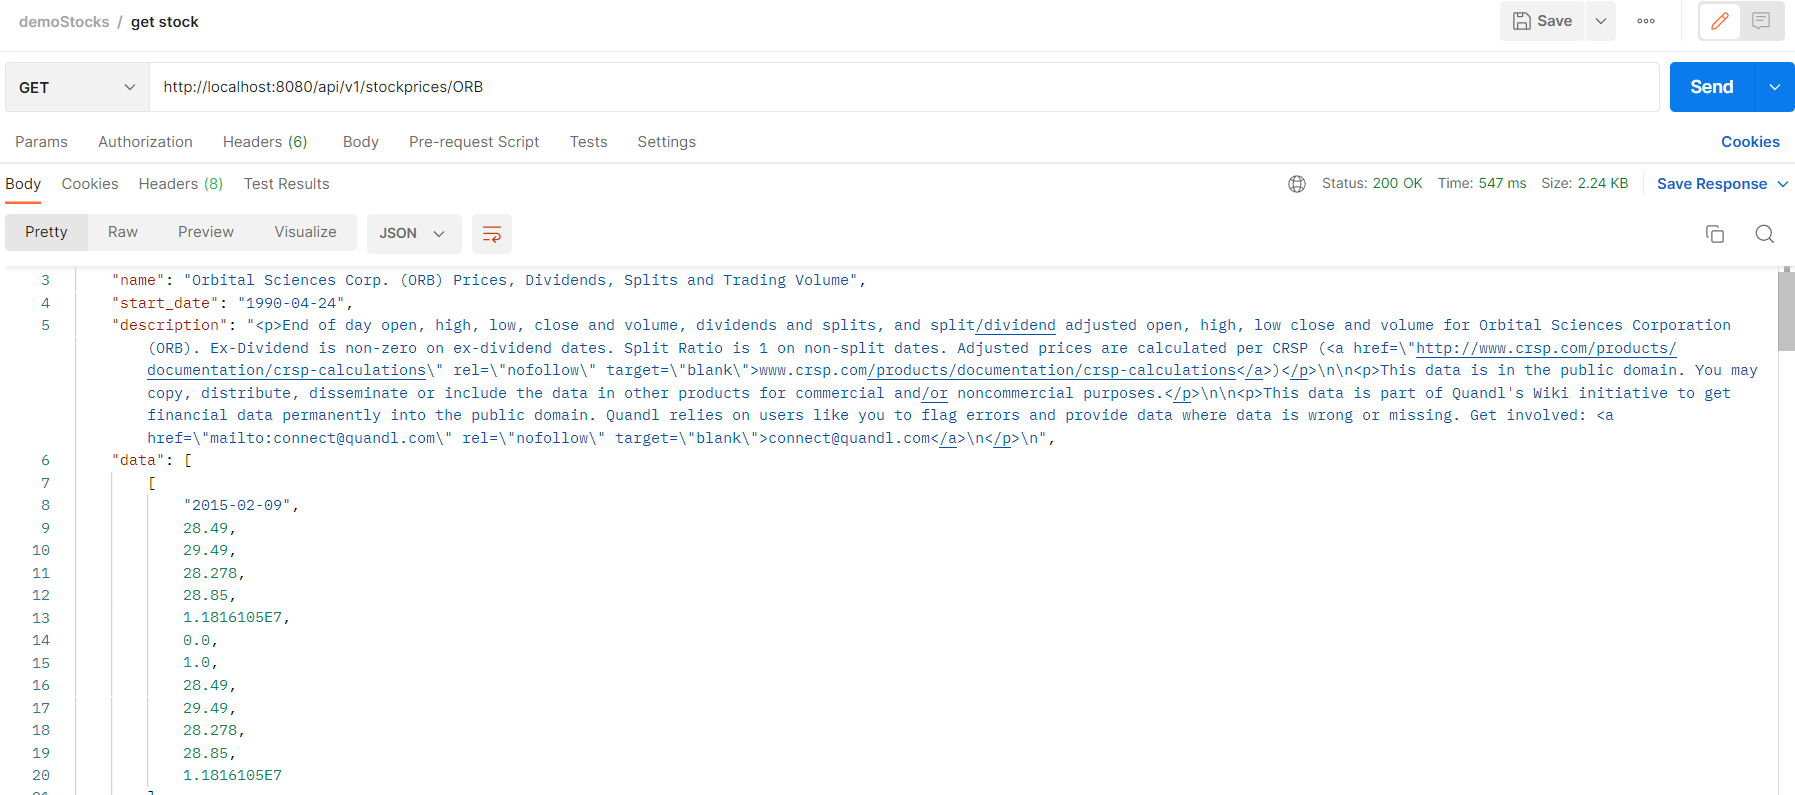 demoStocks / get stock
Save
GET
http://localhost:8080/api/v1/stockprices/ORB
Send
Params Authorization Headers (6) Body Pre-request Script Tests Settings Cookies
Body Cookies Headers (8) Test Results Status: 200 OK Time: 547 ms Size: 2.24 KB Save Response
Pretty Raw Preview Visualize JSON
3 "name": "Orbital Sciences Corp. (ORB) Prices, Dividends, Splits and Trading Volume",
4 "start_date": "1990-04-24",
5 "description": "<p>End of day open, high, low, close and volume, dividends and splits, and split/dividend adjusted open, high, low close and volume for Orbital Sciences Corporation
(ORB). Ex-Dividend is non-zero on ex-dividend dates. Split Ratio is 1 on non-split dates. Adjusted prices are calculated per CRSP (<a href=\"http://www.crsp.com/products/
documentation/crsp-calculations\" rel=\"nofollow\" target=\"blank\">www.crsp.com/products/documentation/crsp-calculations</a>)</p>\n\n<p>This data is in the public domain. You may
copy, distribute, disseminate or include the data in other products for commercial and/or noncommercial purposes.</p>\n\n<p>This data is part of Quandl's Wiki initiative to get
financial data permanently into the public domain. Quandl relies on users like you to flag errors and provide data where data is wrong or missing. Get involved: <a
href=\"mailto:connect@quandl.com\" rel=\"nofollow\" target=\"blank\">connect@quandl.com</a>\n</p>\n",
6 "data": [
7 [
8 "2015-02-09",
9 28.49,
10 29.49,
11 28.278,
12 28.85,
13 1.1816105E7,
14 0.0,
15 1.0,
16 28.49,
17 29.49,
18 28.278,
19 28.85,
20 1.1816105E7